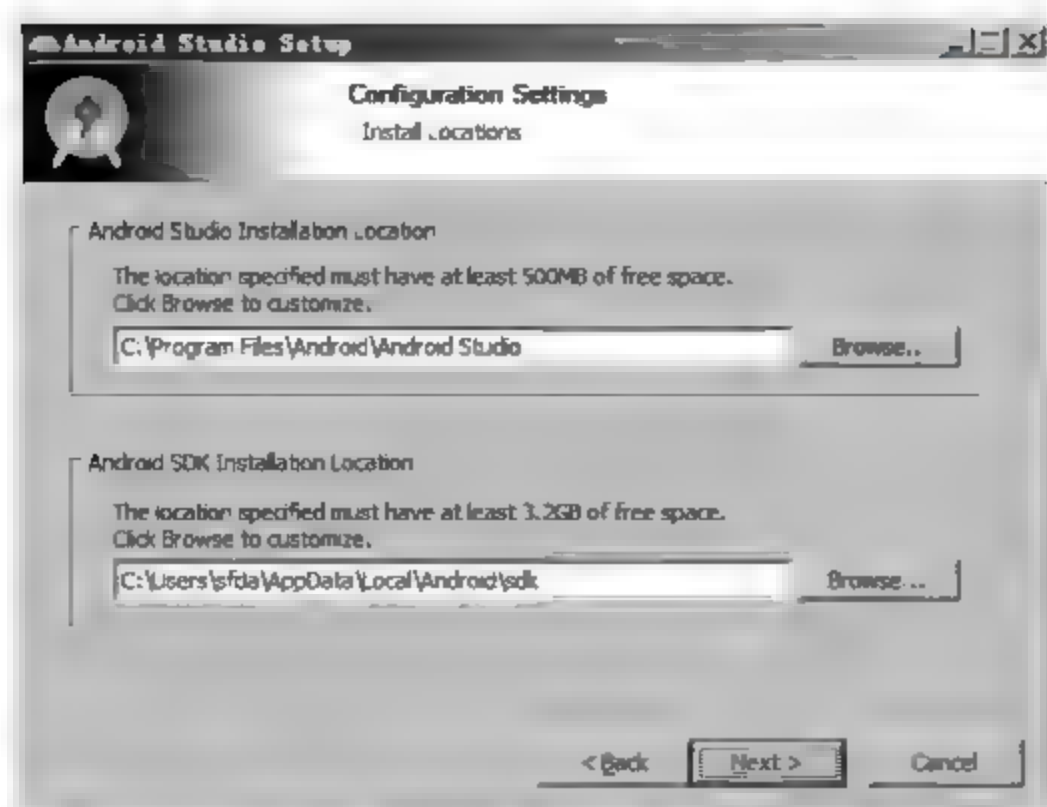 Android Studio Setup
Configuration Settings
Install Locations
Android Studio Installation Location
The location specified must have at least 500MB of free space.
Click Browse to customize.
C:\Program Files\Android\Android Studio
Browse...
Android SDK Installation Location
The location specified must have at least 3.2GB of free space.
Click Browse to customize.
C:\Users\sfda\AppData\Local\Android\sdk
Browse...
< Back
Next >
Cancel